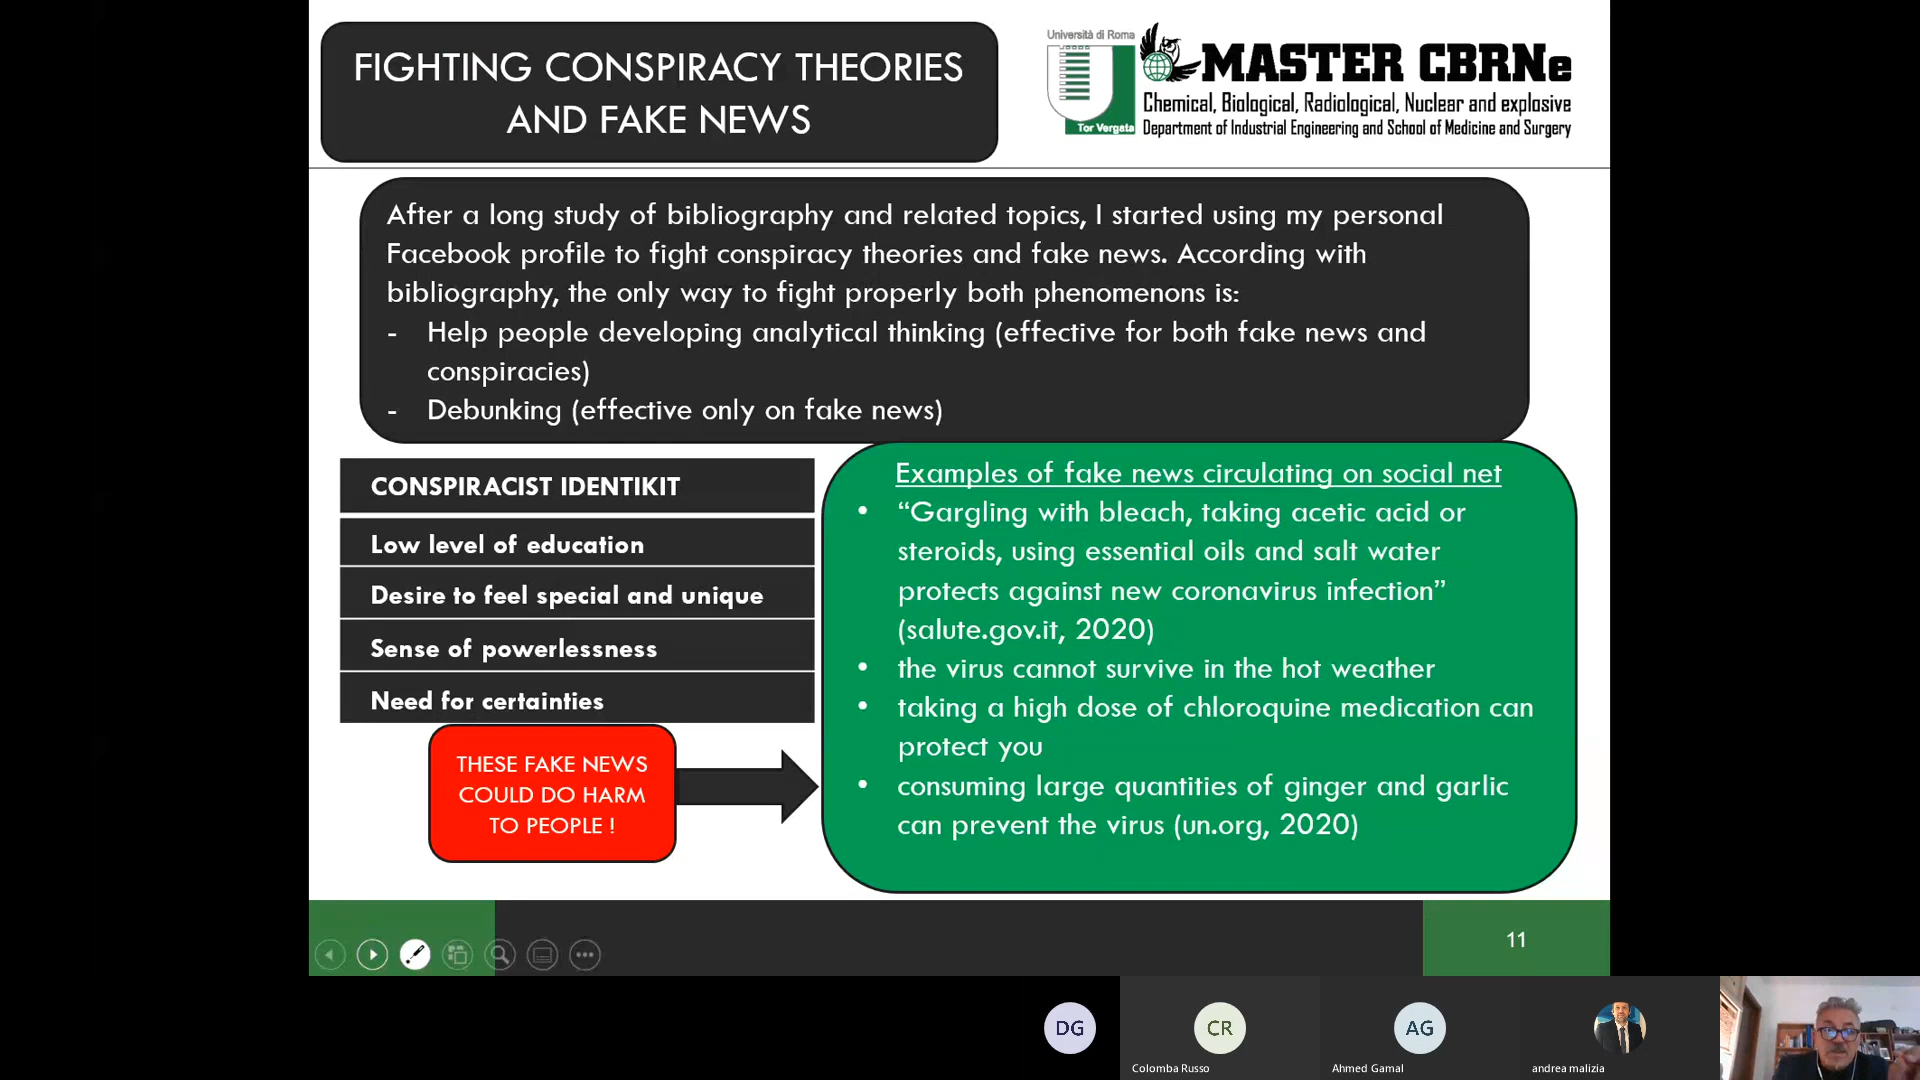 FIGHTING CONSPIRACY THEORIES
AND FAKE NEWS
Università di Roma
Tor Vergata
MASTER CBRNe
Chemical, Biological, Radiological, Nuclear and explosive
Department of Industrial Engineering and School of Medicine and Surgery
After a long study of bibliography and related topics, I started using my personal
Facebook profile to fight conspiracy theories and fake news. According with
bibliography, the only way to fight properly both phenomenons is:
- Help people developing analytical thinking (effective for both fake news and
conspiracies)
- Debunking (effective only on fake news)
CONSPIRACIST IDENTIKIT
Low level of education
Desire to feel special and unique
Sense of powerlessness
Need for certainties
THESE FAKE NEWS
COULD DO HARM
TO PEOPLE !
Examples of fake news circulating on social net
• “Gargling with bleach, taking acetic acid or
steroids, using essential oils and salt water
protects against new coronavirus infection”
(salute.gov.it, 2020)
• the virus cannot survive in the hot weather
• taking a high dose of chloroquine medication can
protect you
• consuming large quantities of ginger and garlic
can prevent the virus (un.org, 2020)
11
DG
CR
Colomba Russo
AG
Ahmed Gamal
andrea malizia